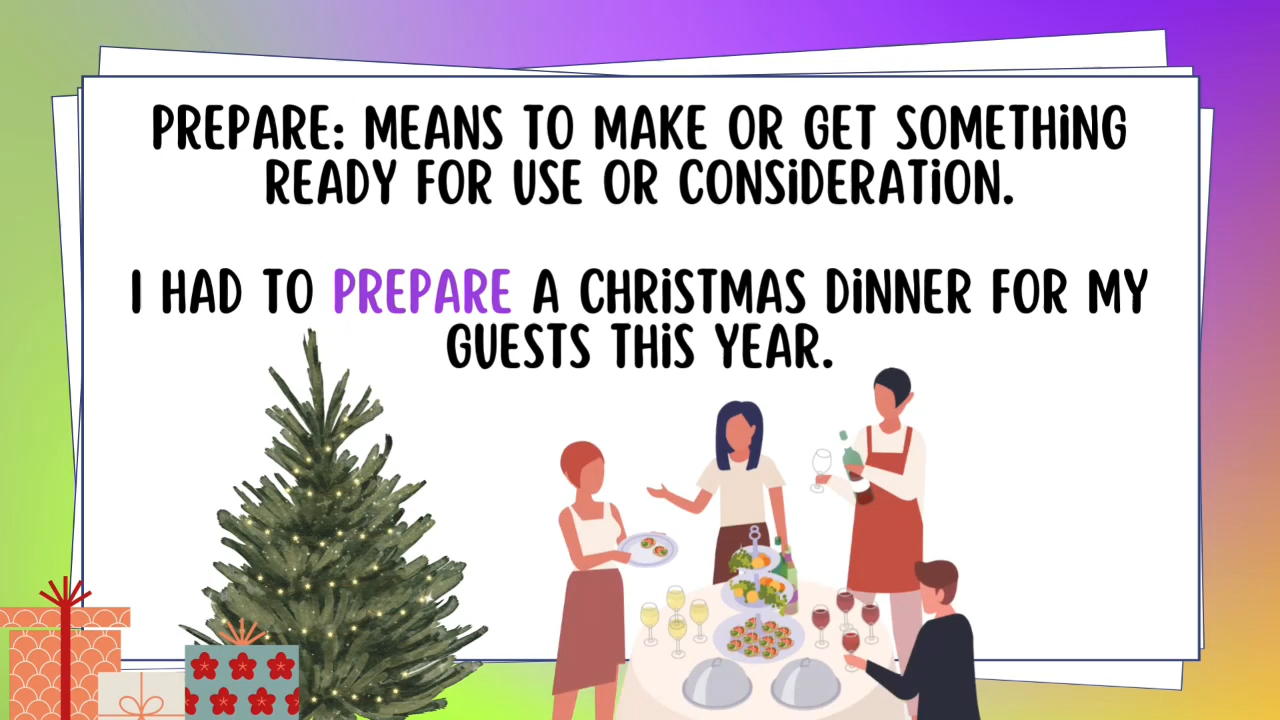 PREPARE: MEANS TO MAKE OR GET SOMETHING
READY FOR USE OR CONSIDERATION.
I HAD TO PREPARE A CHRISTMAS DINNER FOR MY
GUESTS THIS YEAR.